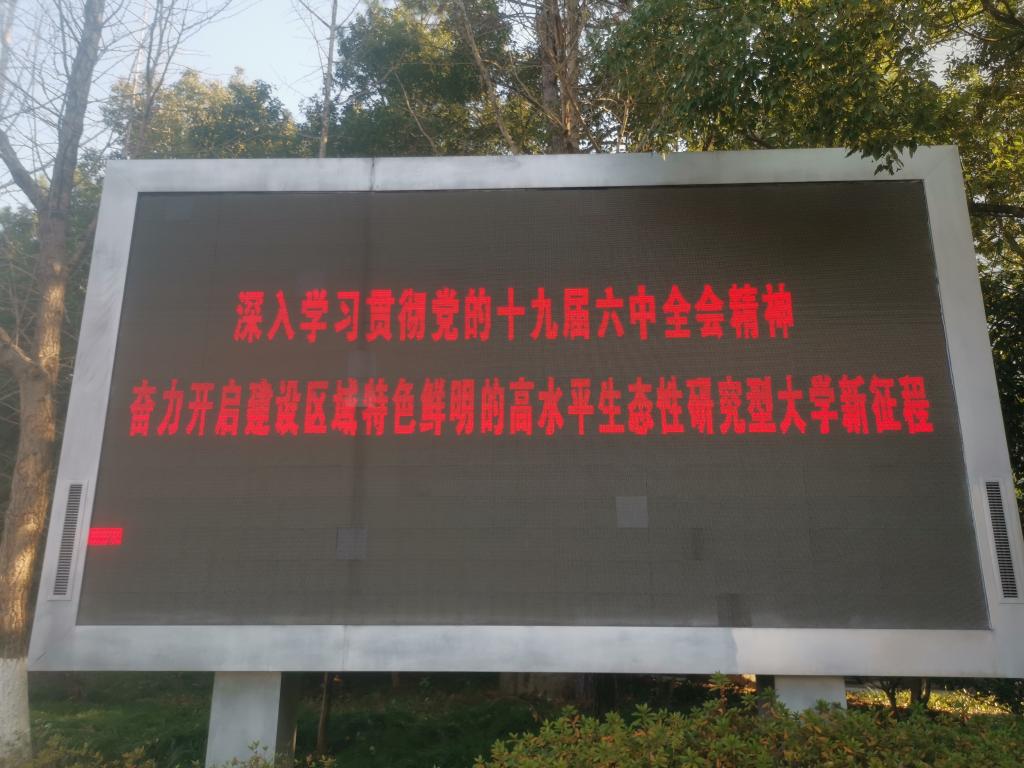 深入学习贯彻党的十九届六中全会精神
奋力开启建设区域特色鲜明的高水平生态性研究型大学新征程